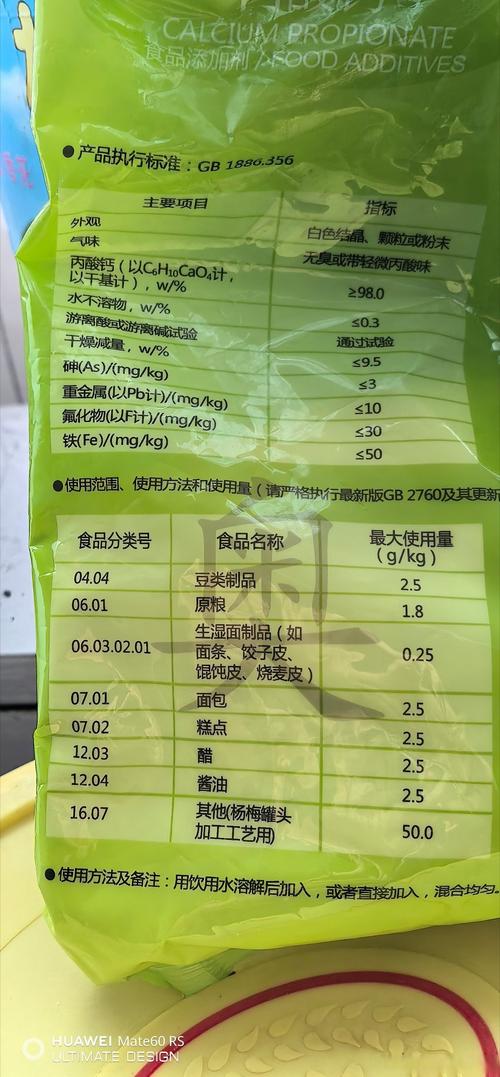 CALCIUM PROPIONATE
食品添加剂 / FOOD ADDITIVES
●产品执行标准：GB 1886.356
主要项目 指标
外观 白色结晶、颗粒或粉末
气味 无臭或带轻微丙酸味
丙酸钙（以C₆H₁₀CaO₄计，
以干基计），w/% ≥98.0
水不溶物，w/% ≤0.3
游离酸或游离碱试验 通过试验
干燥减量，w/% ≤9.5
砷(As)/(mg/kg) ≤3
重金属(以Pb计)/(mg/kg) ≤10
氟化物(以F计)/(mg/kg) ≤30
铁(Fe)/(mg/kg) ≤50
●使用范围、使用方法和使用量（请严格执行最新版GB 2760及其更新
食品分类号 食品名称 最大使用量
（g/kg）
04.04 豆类制品 2.5
06.01 原粮 1.8
06.03.02.01 生湿面制品（如
面条、饺子皮、
馄饨皮、烧麦皮） 0.25
07.01 面包 2.5
07.02 糕点 2.5
12.03 醋 2.5
12.04 酱油 2.5
16.07 其他(杨梅罐头
加工工艺用) 50.0
●使用方法及备注：用饮用水溶解后加入，或者直接加入，混合均匀。
HUAWEI Mate60 RS
ULTIMATE DESIGN